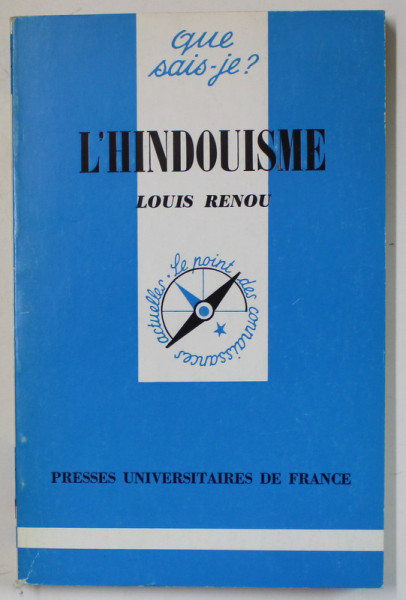 que
sais-je?
L'HINDOUISME
LOUIS RENOU
Le point des connaissances actuelles.
PRESSES UNIVERSITAIRES DE FRANCE